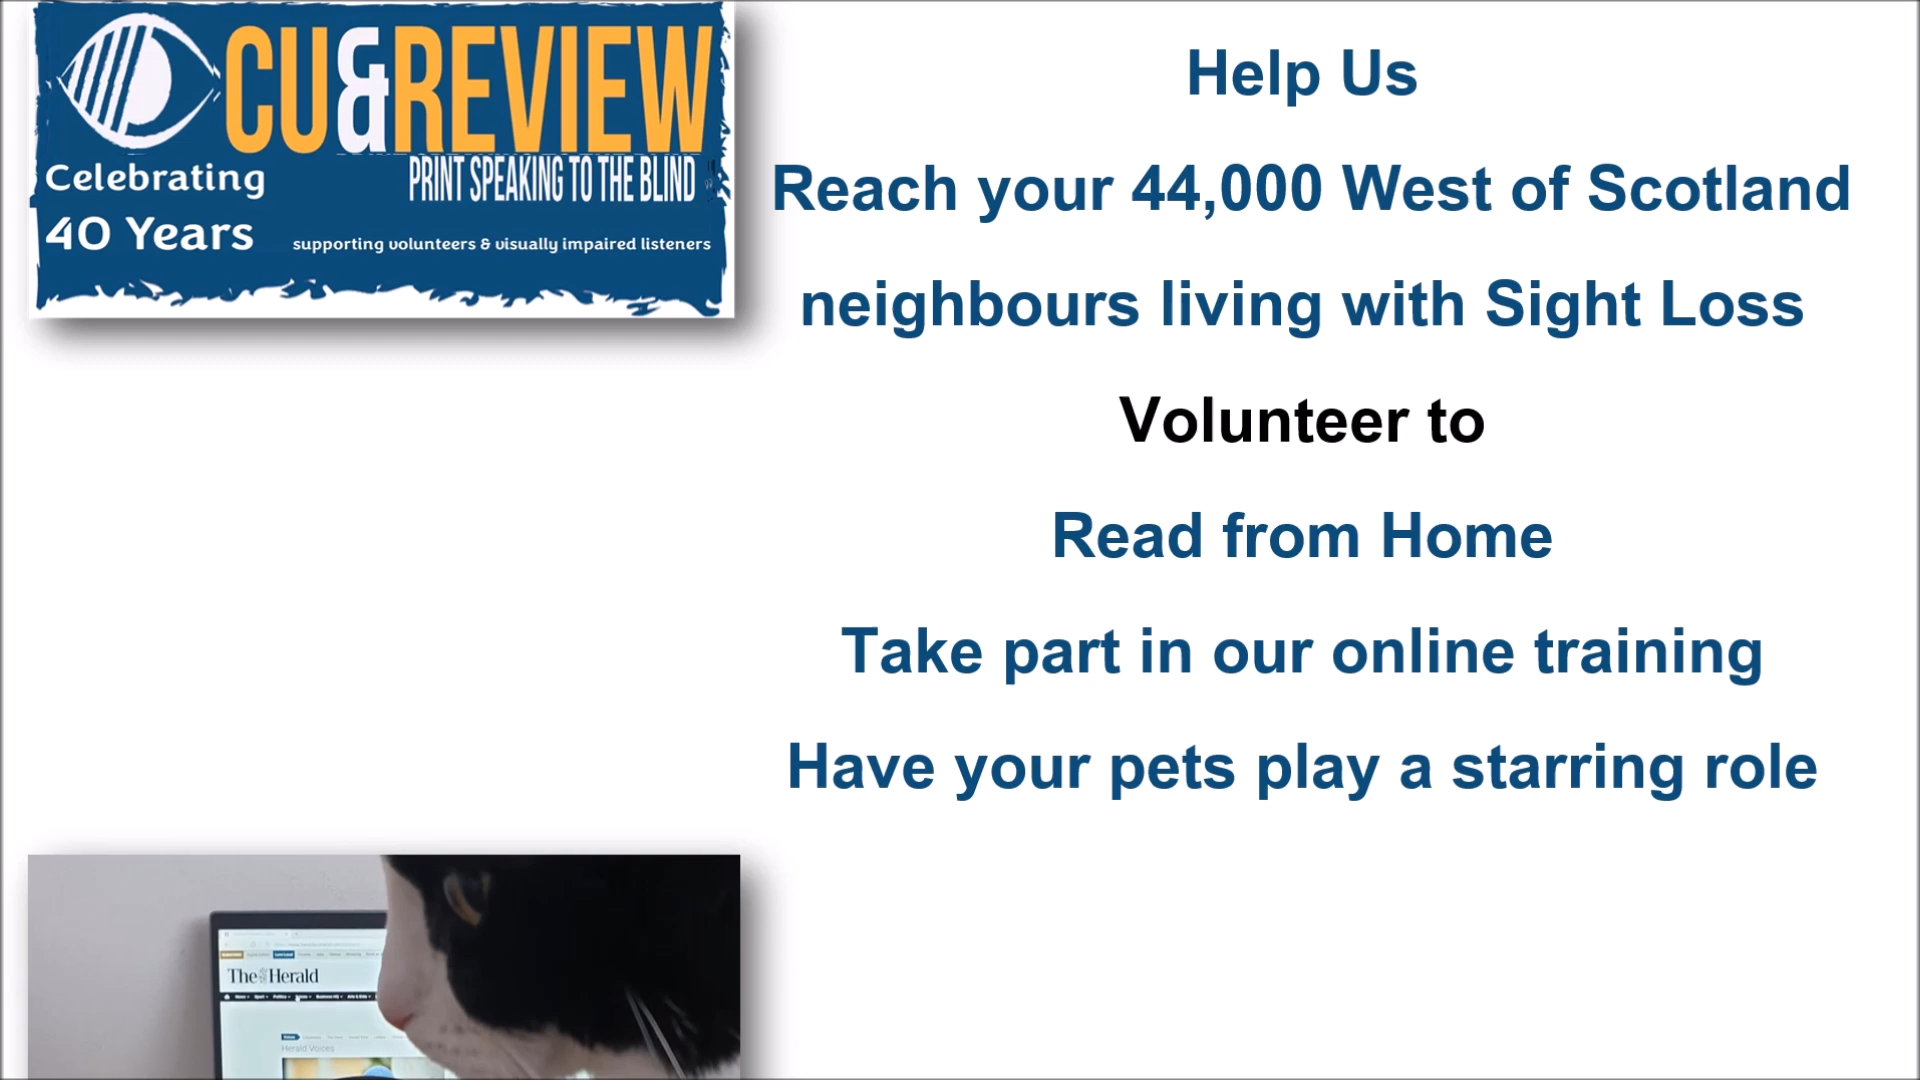 CU&REVIEW
PRINT SPEAKING TO THE BLIND
Celebrating
40 Years
supporting volunteers & visually impaired listeners
Help Us
Reach your 44,000 West of Scotland
neighbours living with Sight Loss
Volunteer to
Read from Home
Take part in our online training
Have your pets play a starring role
The Herald
Herald Voices